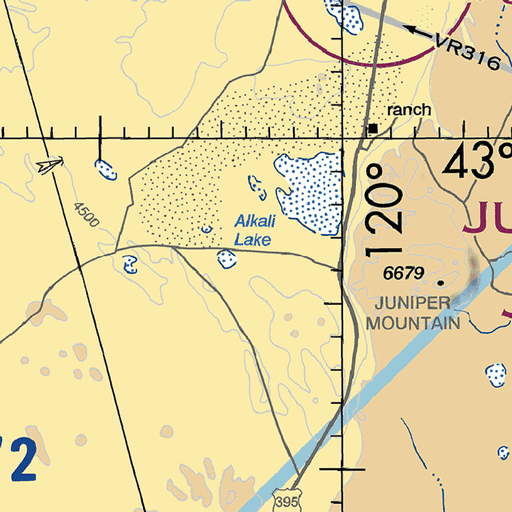 VR316
ranch
43°
4500
120°
JU
Alkali
Lake
6679
JUNIPER
MOUNTAIN
72
395